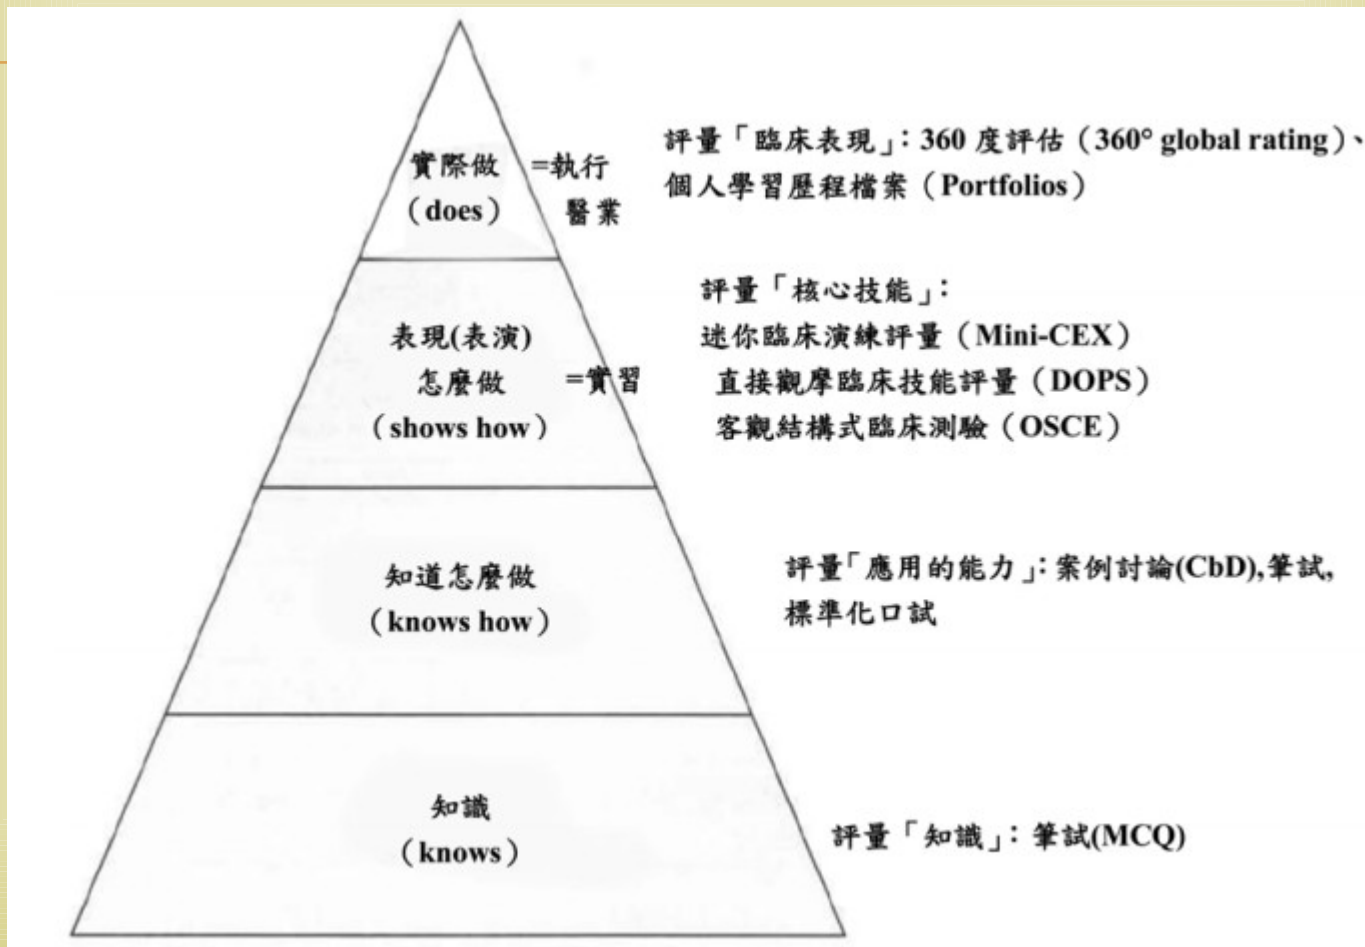 實際做
（does）
=執行
醫業
評量「臨床表現」：360 度評估（360° global rating）、
個人學習歷程檔案（Portfolios）
表現(表演)
怎麼做
（shows how）
=實習
評量「核心技能」：
迷你臨床演練評量（Mini-CEX）
直接觀摩臨床技能評量（DOPS）
客觀結構式臨床測驗（OSCE）
知道怎麼做
（knows how）
評量「應用的能力」：案例討論(CbD),筆試,
標準化口試
知識
（knows）
評量「知識」：筆試(MCQ)